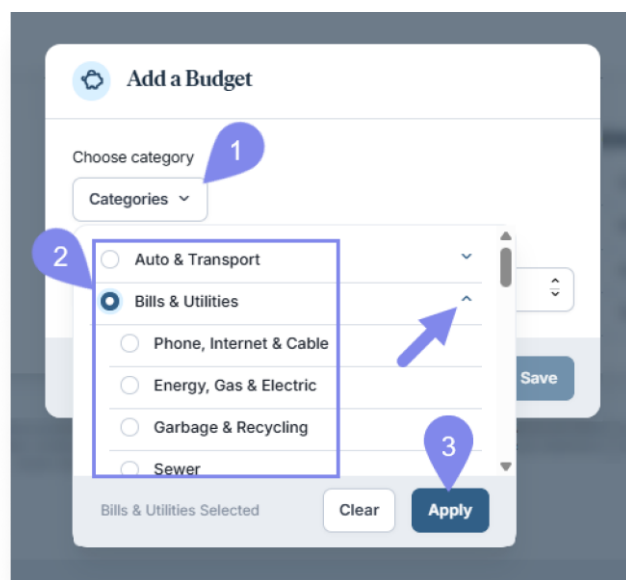 Add a Budget
Choose category
1
Categories
2
Auto & Transport
Bills & Utilities
Phone, Internet & Cable
Energy, Gas & Electric
Save
Garbage & Recycling
3
Sewer
Bills & Utilities Selected
Clear
Apply